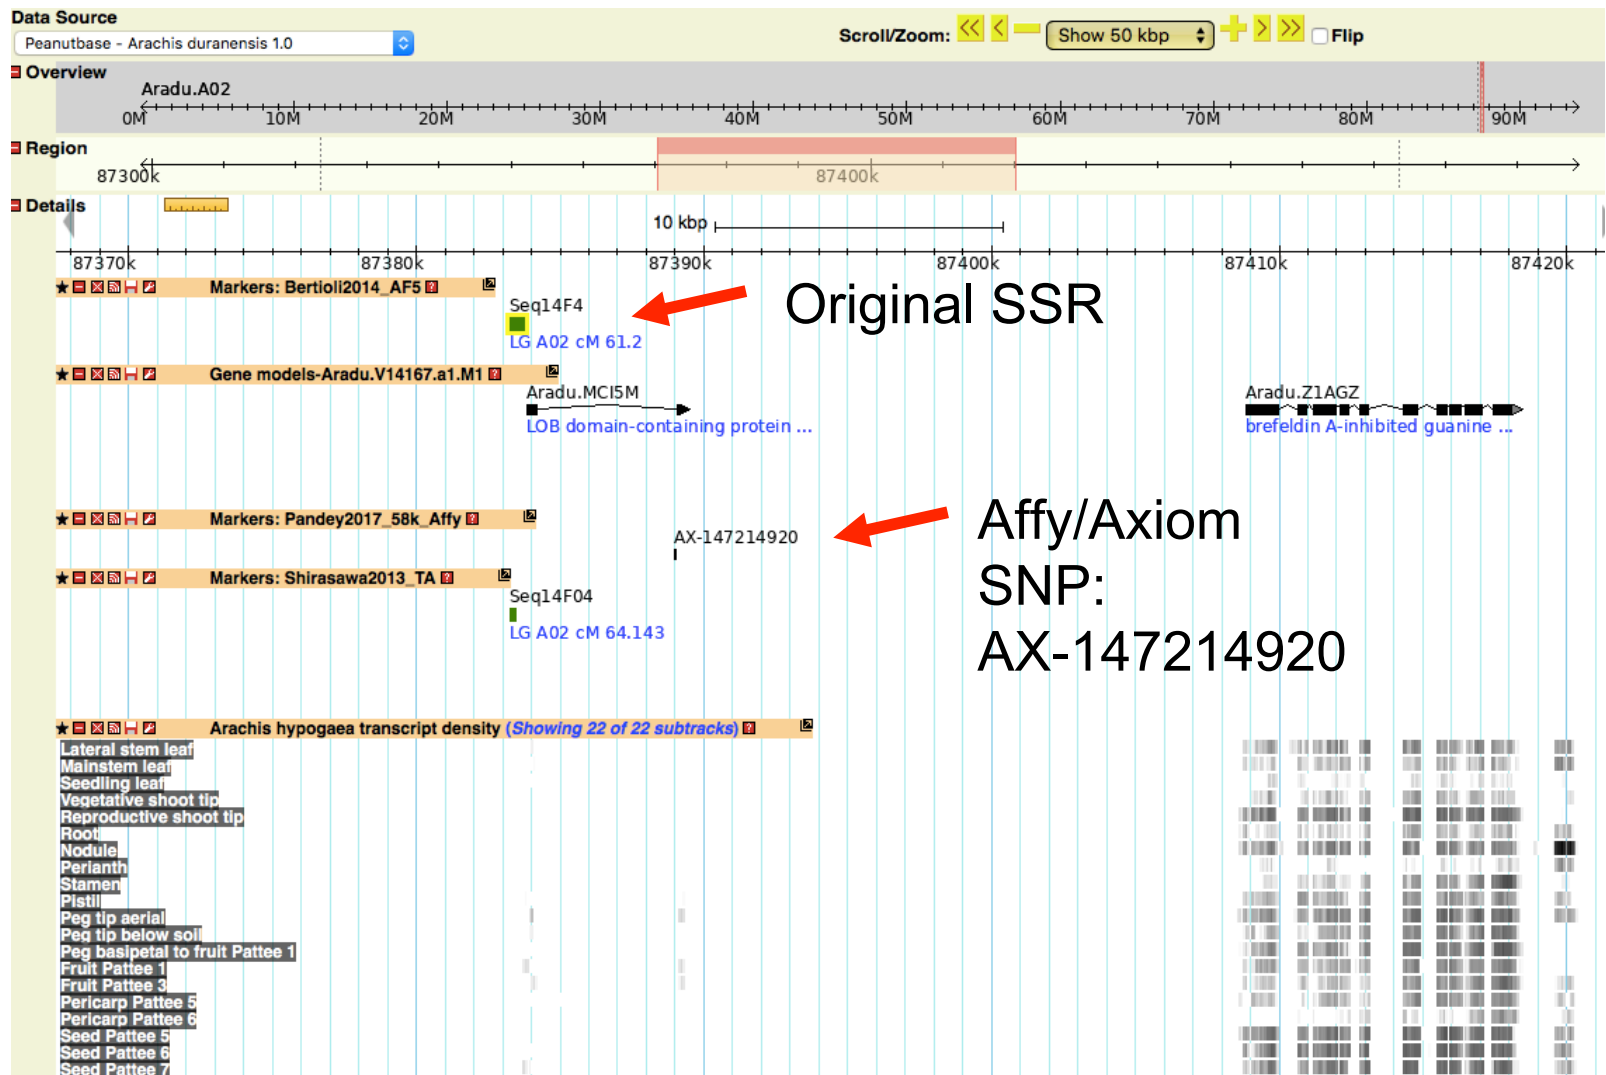 Data Source
Peanutbase - Arachis duranensis 1.0
Scroll/Zoom: Show 50 kbp Flip
Overview
Aradu.A02
0M 10M 20M 30M 40M 50M 60M 70M 80M 90M
Region
87300k 87400k
Details
10 kbp
87370k 87380k 87390k 87400k 87410k 87420k
Markers: Bertioli2014_AF5
Seq14F4
LG A02 cM 61.2
Original SSR
Gene models-Aradu.V14167.a1.M1
Aradu.MCI5M Aradu.Z1AGZ
LOB domain-containing protein ... brefeldin A-inhibited guanine ...
Markers: Pandey2017_58k_Affy
AX-147214920
Affy/Axiom
SNP:
AX-147214920
Markers: Shirasawa2013_TA
Seq14F04
LG A02 cM 64.143
Arachis hypogaea transcript density (Showing 22 of 22 subtracks)
Lateral stem leaf
Mainstem leaf
Seedling leaf
Vegetative shoot tip
Reproductive shoot tip
Root
Nodule
Perianth
Stamen
Pistil
Peg tip aerial
Peg tip below soil
Peg basipetal to fruit Pattee 1
Fruit Pattee 1
Fruit Pattee 3
Pericarp Pattee 5
Pericarp Pattee 6
Seed Pattee 5
Seed Pattee 6
Seed Pattee 7